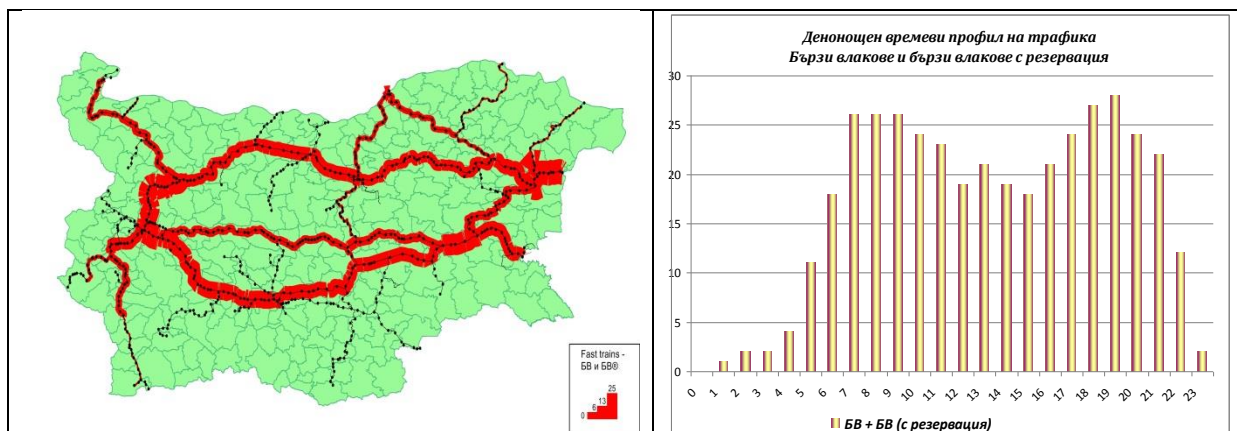 Fast trains -
БВ и БВ®
25
13
6
0
Денонощен времеви профил на трафика
Бързи влакове и бързи влакове с резервация
30
25
20
15
10
5
0
0 1 2 3 4 5 6 7 8 9 10 11 12 13 14 15 16 17 18 19 20 21 22 23
БВ + БВ (с резервация)